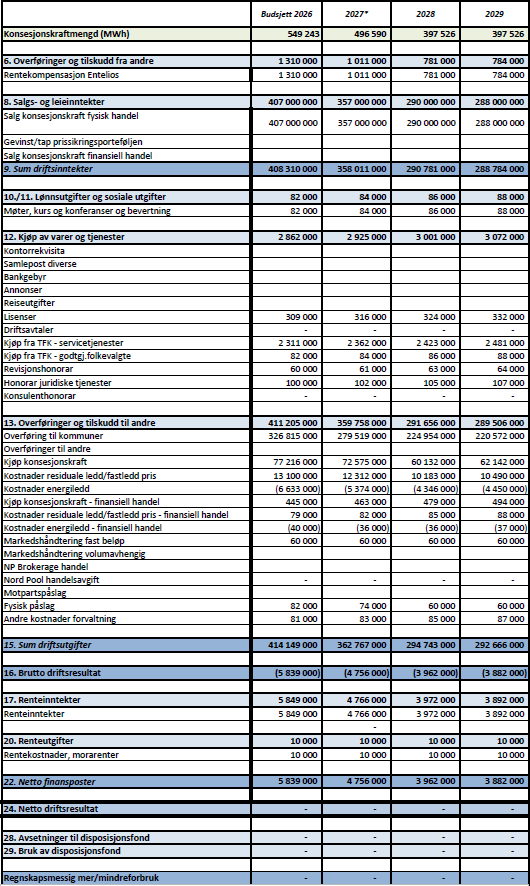 Budsjett 2026 2027* 2028 2029
Konsesjonskraftmengd (MWh) 549 243 496 590 397 526 397 526
6. Overføringer og tilskudd fra andre 1 310 000 1 011 000 781 000 784 000
Rentekompensasjon Entelios 1 310 000 1 011 000 781 000 784 000
8. Salgs- og leieinntekter 407 000 000 357 000 000 290 000 000 288 000 000
Salg konsesjonskraft fysisk handel 407 000 000 357 000 000 290 000 000 288 000 000
Gevinst/tap prissikringsporteføljen
Salg konsesjonskraft finansiell handel
9. Sum driftsinntekter 408 310 000 358 011 000 290 781 000 288 784 000
10./11. Lønnsutgifter og sosiale utgifter 82 000 84 000 86 000 88 000
Møter, kurs og konferanser og bevertning 82 000 84 000 86 000 88 000
12. Kjøp av varer og tjenester 2 862 000 2 925 000 3 001 000 3 072 000
Kontorrekvisita
Samlepost diverse
Bankgebyr
Annonser
Reiseutgifter
Lisenser 309 000 316 000 324 000 332 000
Driftsavtaler - - - -
Kjøp fra TFK - servicetjenester 2 311 000 2 362 000 2 423 000 2 481 000
Kjøp fra TFK - godtgj.folkevalgte 82 000 84 000 86 000 88 000
Revisjonshonorar 60 000 61 000 63 000 64 000
Honorar juridiske tjenester 100 000 102 000 105 000 107 000
Konsulenthonorar - - - -
13. Overføringer og tilskudd til andre 411 205 000 359 758 000 291 656 000 289 506 000
Overføring til kommuner 326 815 000 279 519 000 224 954 000 220 572 000
Overføringer til andre
Kjøp konsesjonskraft 77 216 000 72 575 000 60 132 000 62 142 000
Kostnader residuale ledd/fastledd pris 13 100 000 12 312 000 10 183 000 10 490 000
Kostnader energiledd (6 633 000) (5 374 000) (4 346 000) (4 450 000)
Kjøp konsesjonskraft - finansiell handel 445 000 463 000 479 000 494 000
Kostnader residuale ledd/fastledd pris - finansiell handel 79 000 82 000 85 000 88 000
Kostnader energiledd - finansiell handel (40 000) (36 000) (36 000) (37 000)
Markedshåndtering fast beløp 60 000 60 000 60 000 60 000
Markedshåndtering volumavhengig
NP Brokerage handel
Nord Pool handelsavgift - - - -
Motpartspåslag
Fysisk påslag 82 000 74 000 60 000 60 000
Andre kostnader forvaltning 81 000 83 000 85 000 87 000
15. Sum driftsutgifter 414 149 000 362 767 000 294 743 000 292 666 000
16. Brutto driftsresultat (5 839 000) (4 756 000) (3 962 000) (3 882 000)
17. Renteinntekter 5 849 000 4 766 000 3 972 000 3 892 000
Renteinntekter 5 849 000 4 766 000 3 972 000 3 892 000
-
20. Renteutgifter 10 000 10 000 10 000 10 000
Rentekostnader, morarenter 10 000 10 000 10 000 10 000
22. Netto finansposter 5 839 000 4 756 000 3 962 000 3 882 000
24. Netto driftsresultat - - - -
28. Avsetninger til disposisjonsfond - - - -
29. Bruk av disposisjonsfond - - - -
Regnskapsmessig mer/mindreforbruk - - - -